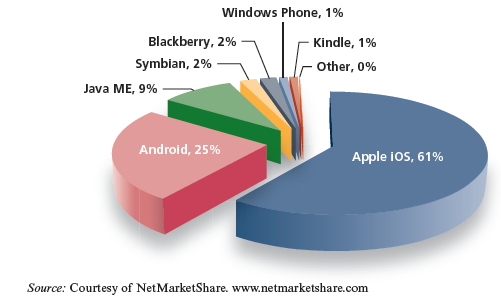 Windows Phone, 1%
Blackberry, 2%
Kindle, 1%
Symbian, 2%
Other, 0%
Java ME, 9%
Android, 25%
Apple iOS, 61%
Source: Courtesy of NetMarketShare. www.netmarketshare.com